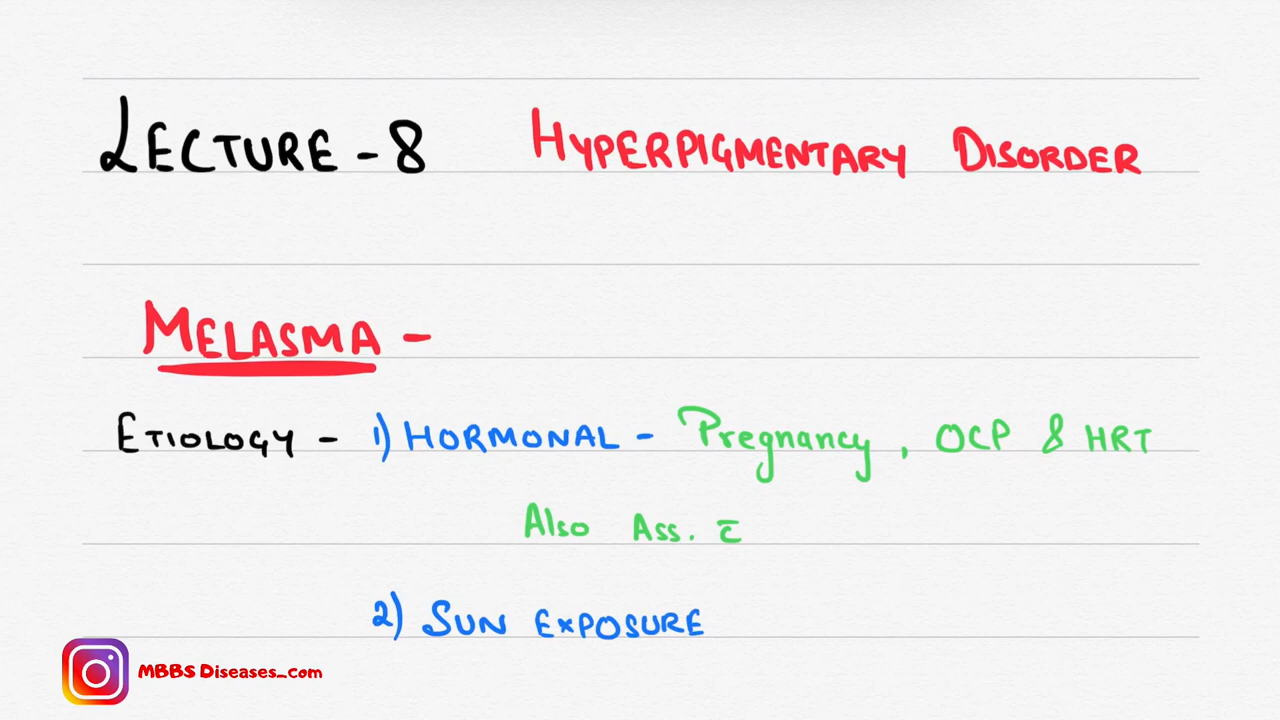 LECTURE - 8 HYPERPIGMENTARY DISORDER
MELASMA -
ETIOLOGY - 1) HORMONAL - Pregnancy, OCP & HRT
Also Ass. c̅
2) SUN EXPOSURE
MBBS Diseases_com